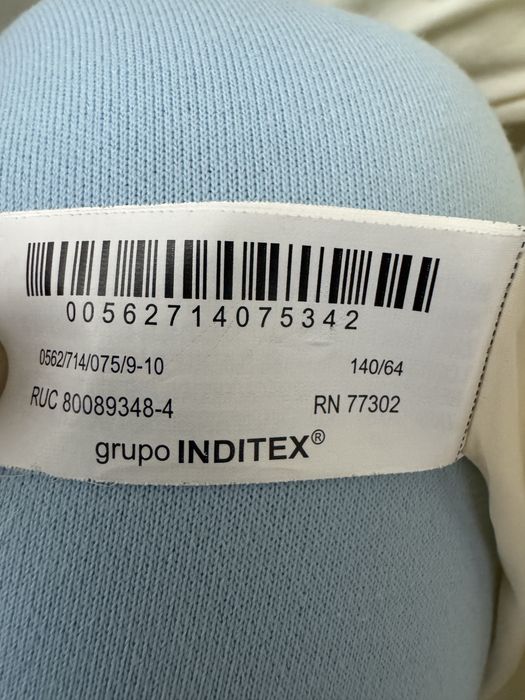 00562714075342
0562/714/075/9-10 140/64
RUC 80089348-4 RN 77302
grupo INDITEX®